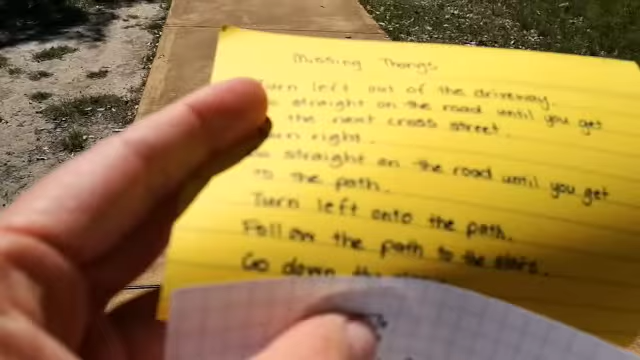 Missing Things
Turn left out of the driveway.
straight on the road until you get
the next cross street.
right.
straight on the road until you get
to the path.
Turn left onto the path.
Follow the path to the stairs.
Go down the